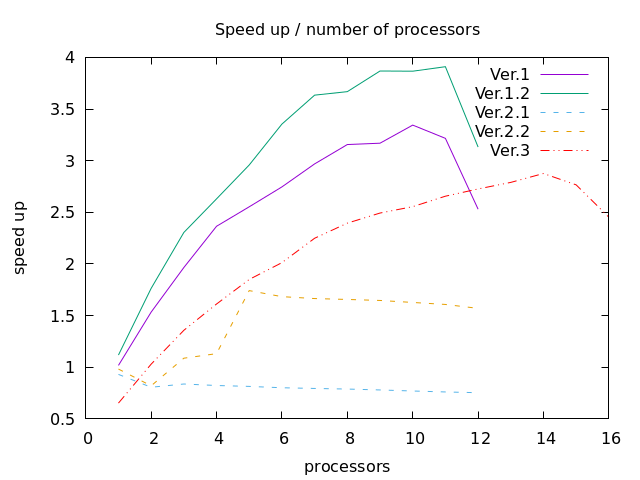 Speed up / number of processors
4
3.5
3
2.5
2
1.5
1
0.5
speed up
Ver.1
Ver.1.2
Ver.2.1
Ver.2.2
Ver.3
0 2 4 6 8 10 12 14 16
processors